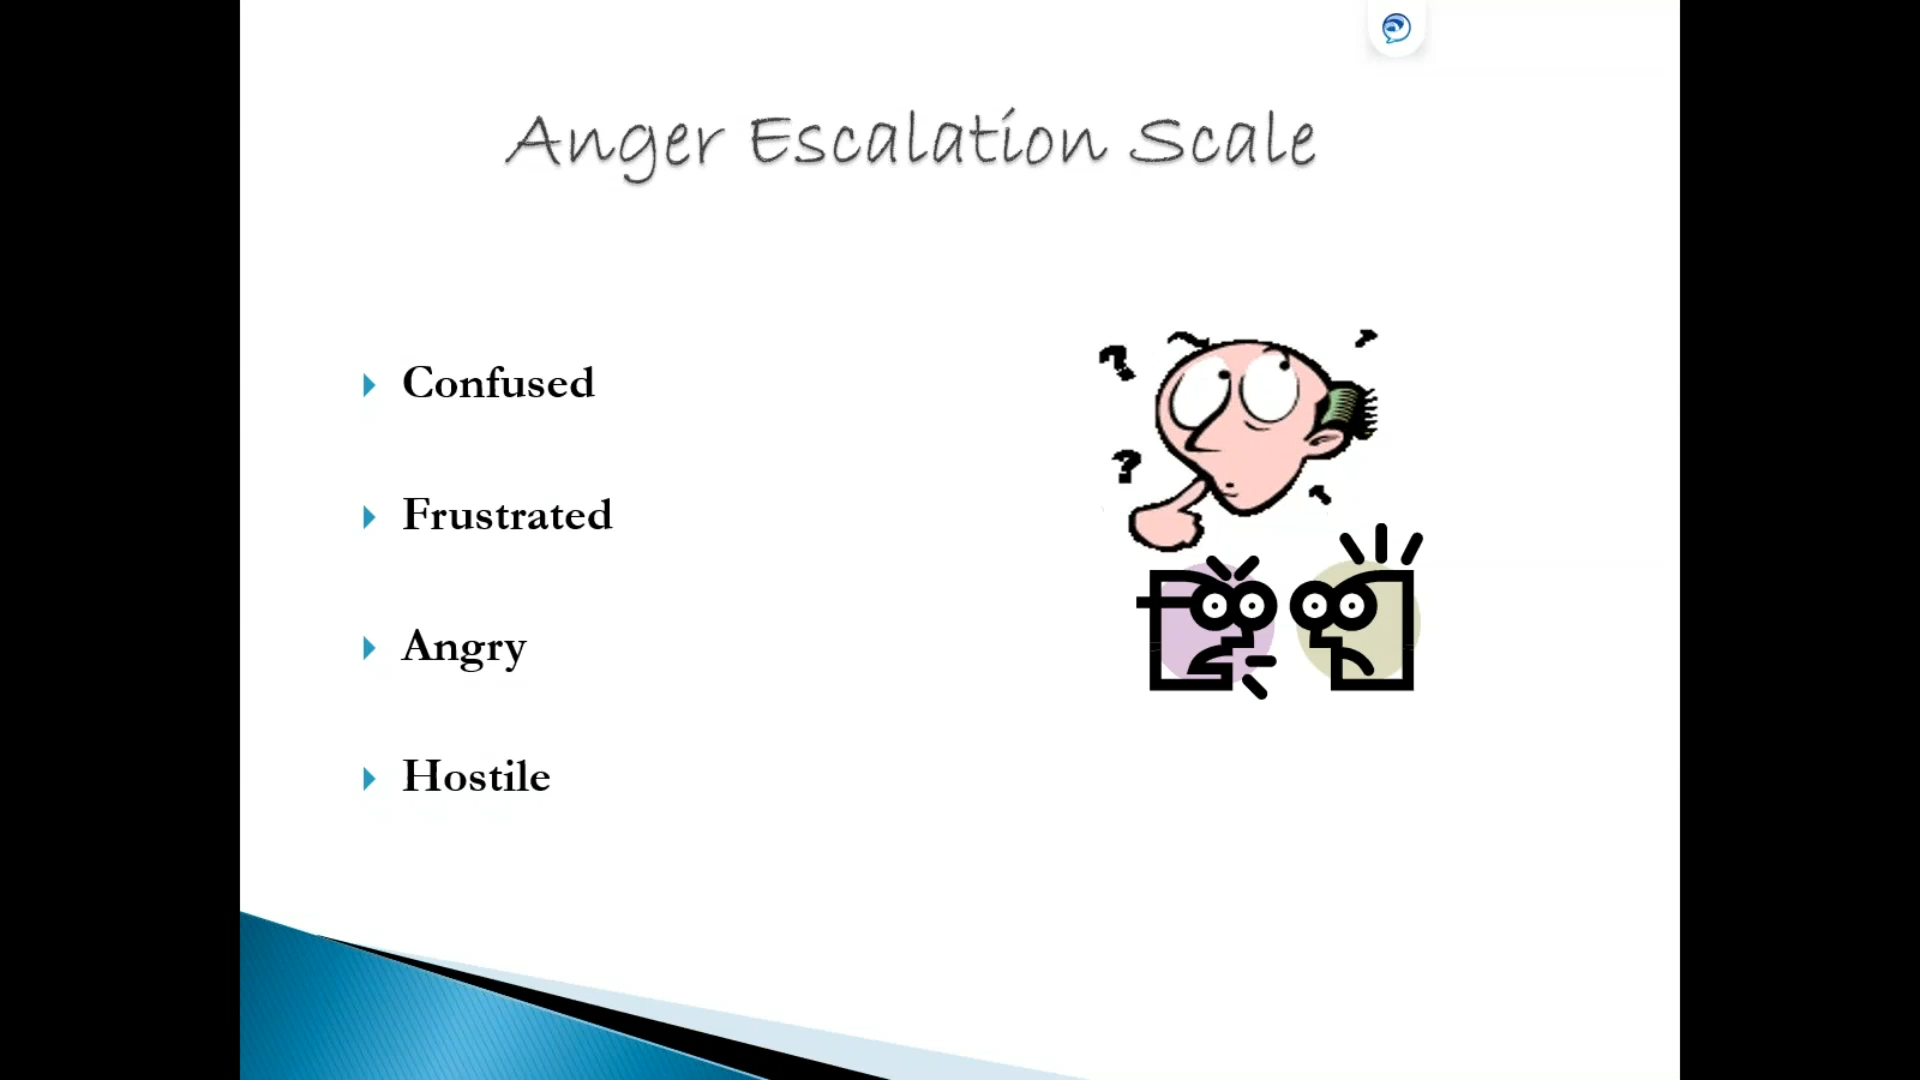 Anger Escalation Scale
Confused
Frustrated
Angry
Hostile